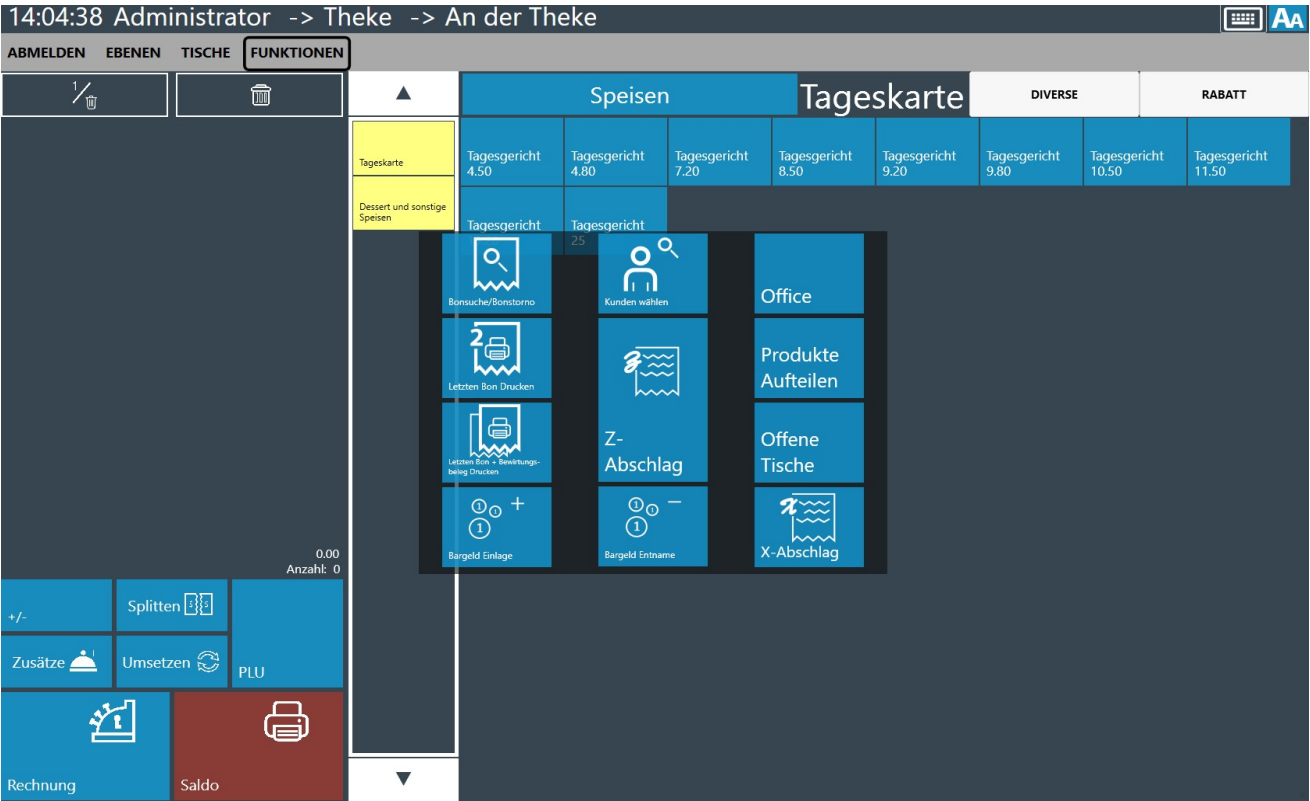 14:04:38 Administrator -> Theke -> An der Theke
AA
ABMELDEN EBENEN TISCHE FUNKTIONEN
1/
Speisen
Tageskarte
DIVERSE
RABATT
Tageskarte
Dessert und sonstige
Speisen
Tagesgericht
4.50
Tagesgericht
4.80
Tagesgericht
7.20
Tagesgericht
8.50
Tagesgericht
9.20
Tagesgericht
9.80
Tagesgericht
10.50
Tagesgericht
11.50
Tagesgericht
Tagesgericht
25
Bonsuche/Bonstorno
Kunden wählen
Office
2
Letzten Bon Drucken
Z-
Abschlag
Produkte
Aufteilen
Letzten Bon + Bewirtungs-
beleg Drucken
Offene
Tische
Bargeld Einlage
Bargeld Entname
X-Abschlag
0.00
Anzahl: 0
+/-
Splitten
PLU
Zusätze
Umsetzen
Rechnung
Saldo